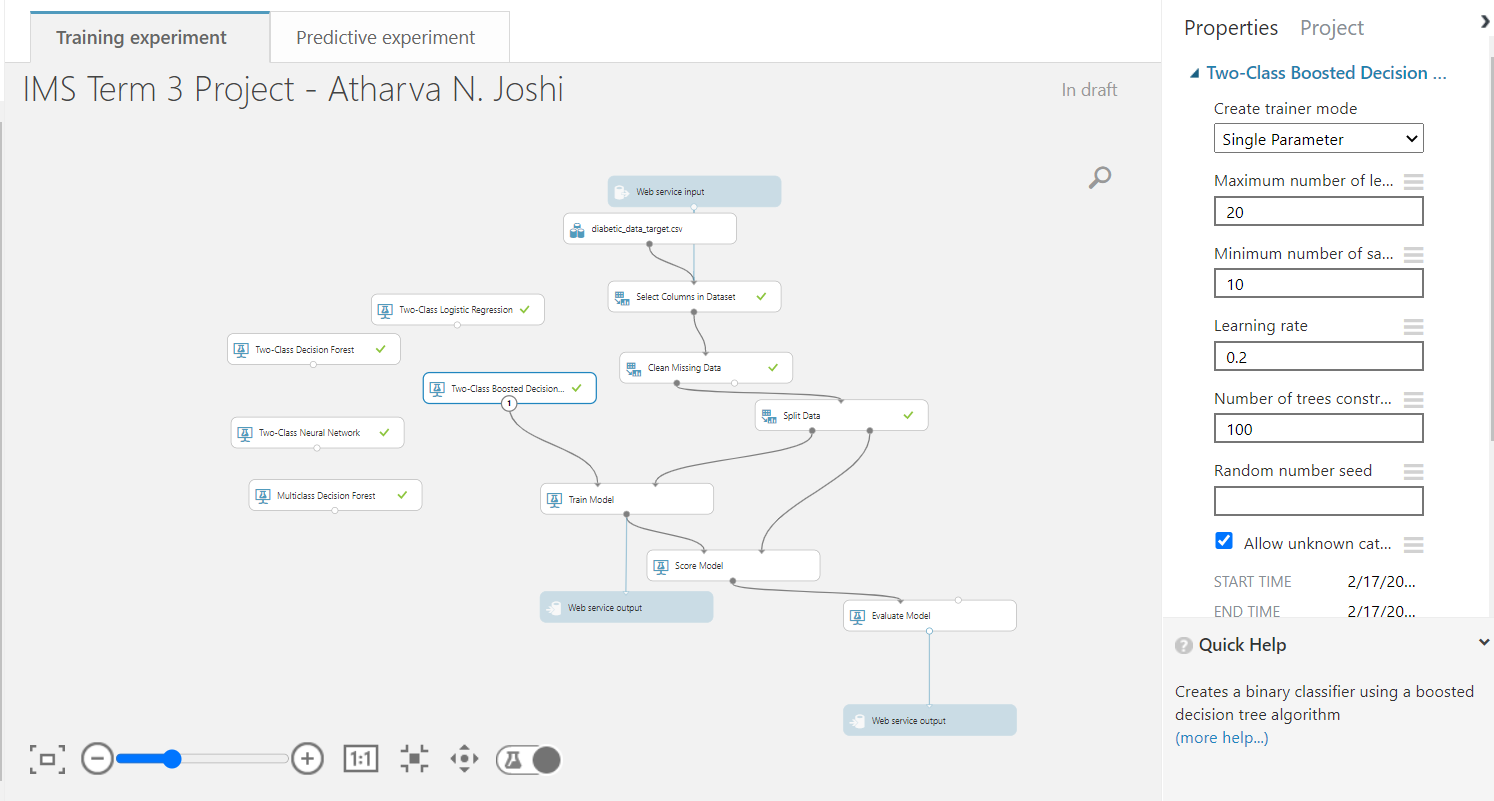 Training experiment
Predictive experiment
IMS Term 3 Project - Atharva N. Joshi
In draft
Web service input
diabetic_data_target.csv
Select Columns in Dataset
Two-Class Logistic Regression
Two-Class Decision Forest
Clean Missing Data
Two-Class Boosted Decision...
1
Split Data
Two-Class Neural Network
Multiclass Decision Forest
Train Model
Score Model
Web service output
Evaluate Model
Web service output
1:1
Properties Project
Two-Class Boosted Decision ...
Create trainer mode
Single Parameter
Maximum number of le...
20
Minimum number of sa...
10
Learning rate
0.2
Number of trees constr...
100
Random number seed
Allow unknown cat...
START TIME 2/17/20...
END TIME 2/17/20...
? Quick Help
Creates a binary classifier using a boosted
decision tree algorithm
(more help...)